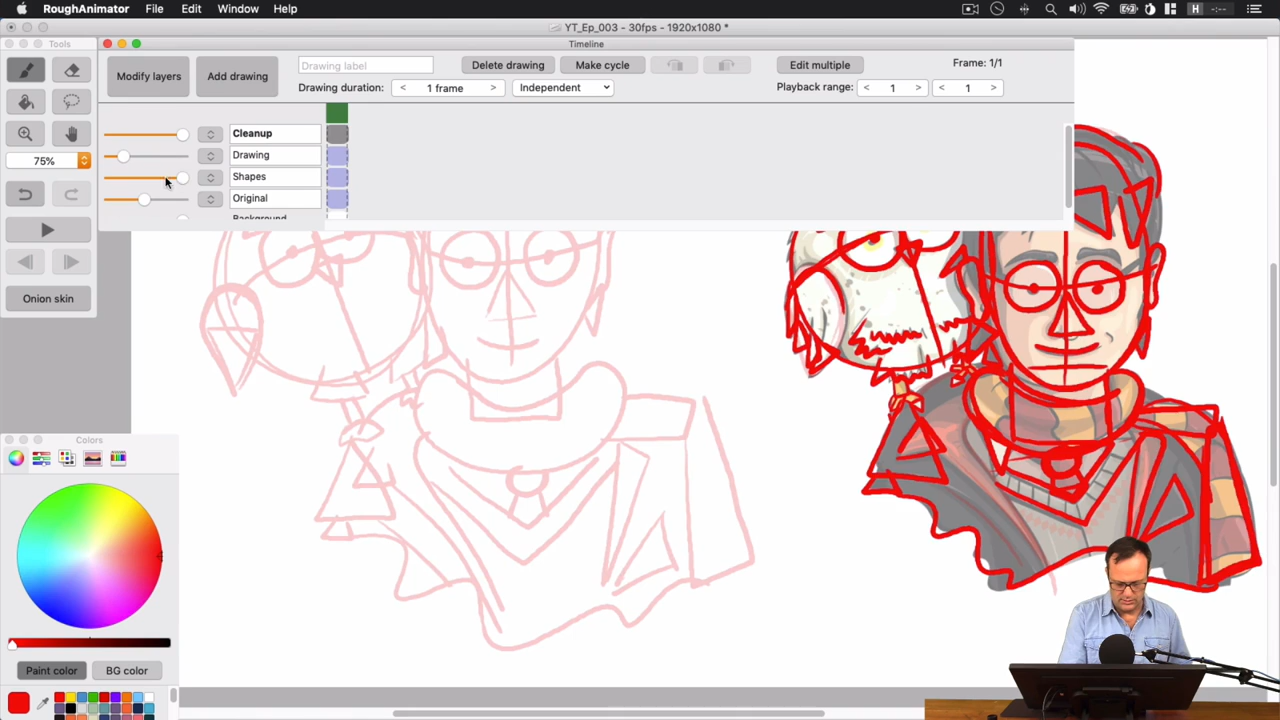 RoughAnimator File Edit Window Help H -:--
YT_Ep_003 - 30fps - 1920x1080 *
Tools
Timeline
Modify layers
Add drawing
Drawing label
Delete drawing
Make cycle
Edit multiple
Frame: 1/1
Drawing duration: < 1 frame > Independent
Playback range: < 1 > < 1 >
Cleanup
Drawing
Shapes
Original
Background
75%
Onion skin
Colors
Paint color
BG color